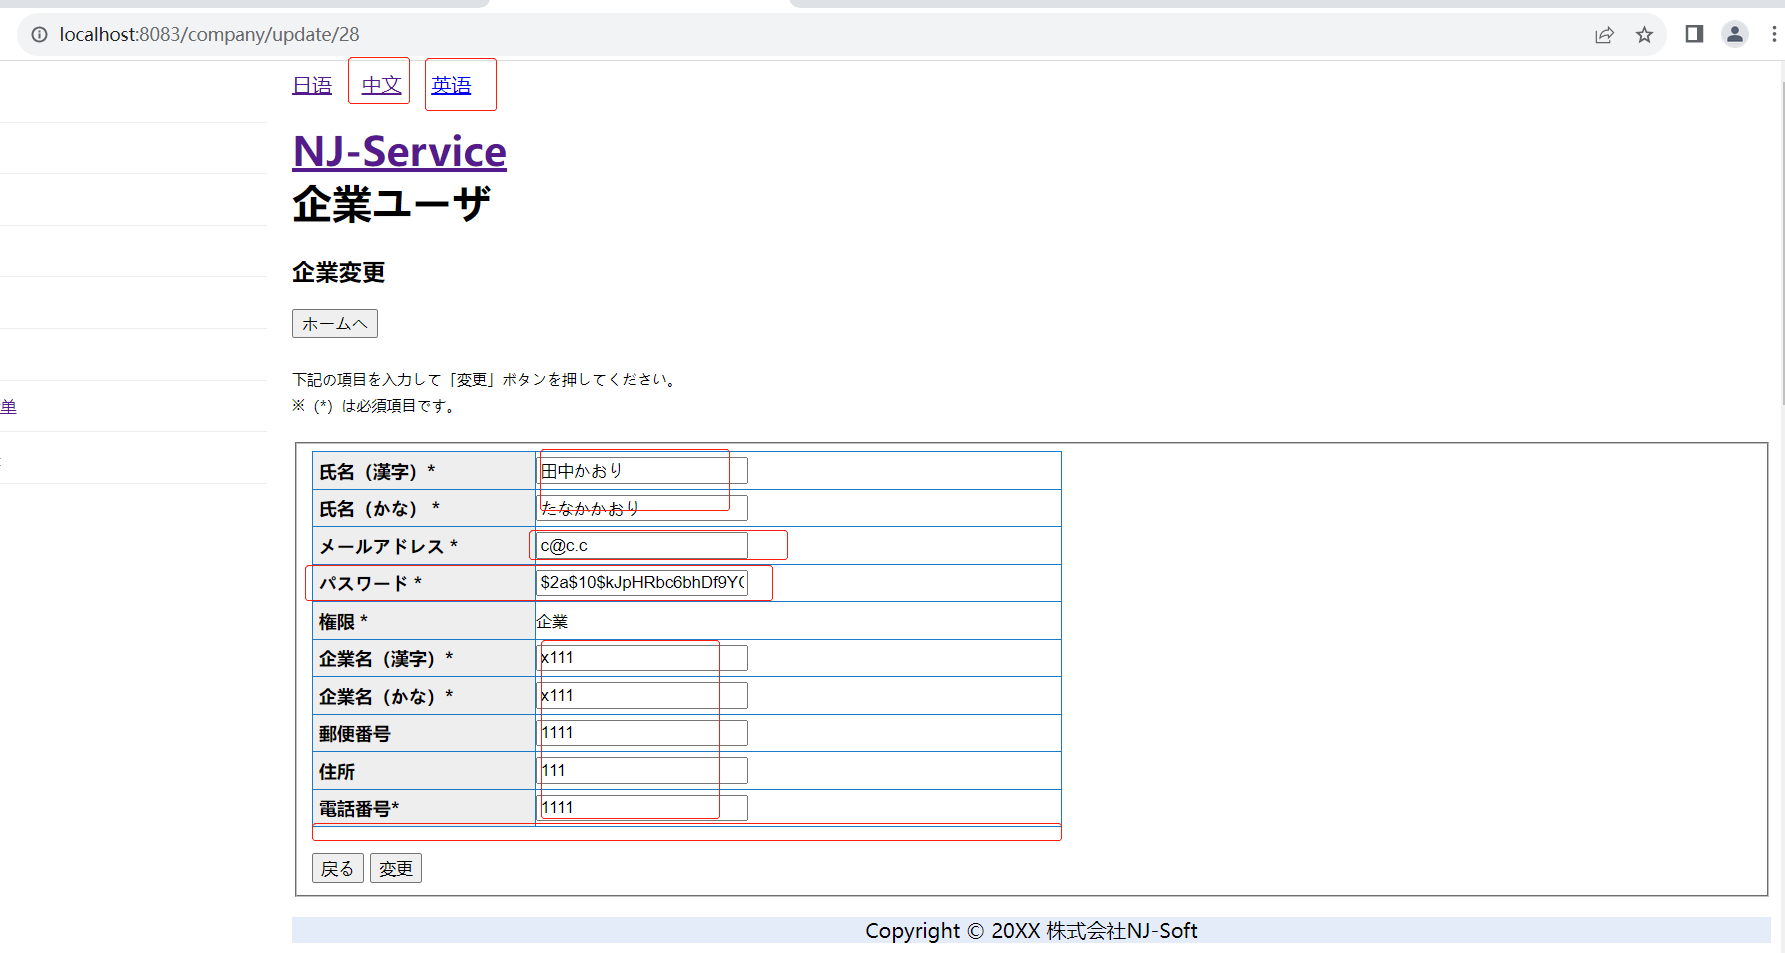 localhost:8083/company/update/28
日语 中文 英语
NJ-Service
企業ユーザ
企業変更
ホームへ
下記の項目を入力して「変更」ボタンを押してください。
※（*）は必須項目です。
单
氏名（漢字）* 田中かおり
氏名（かな） * たなかかおり
メールアドレス * c@c.c
パスワード * $2a$10$kJpHRbc6bhDf9Y
権限 * 企業
企業名（漢字）* x111
企業名（かな）* x111
郵便番号 1111
住所 111
電話番号* 1111
戻る 変更
Copyright © 20XX 株式会社NJ-Soft